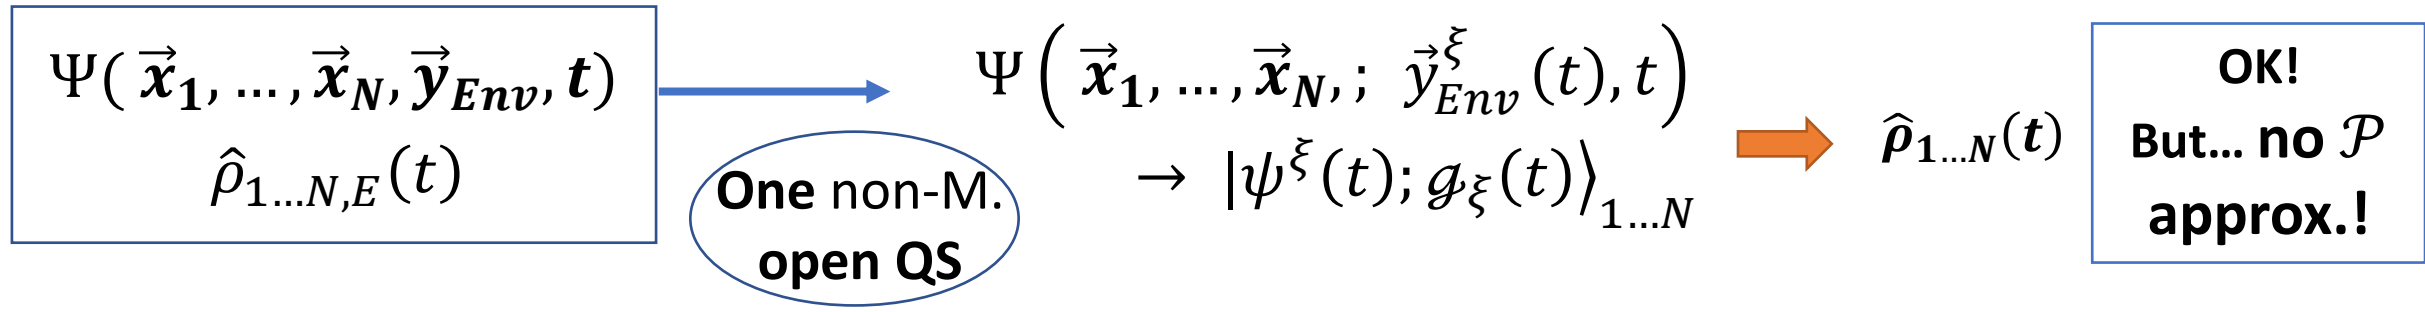 Ψ( x⃗₁, …, x⃗_N, y⃗_Env, t)
ρ̂_{1…N,E}(t)
One non-M.
open QS
Ψ( x⃗₁, …, x⃗_N, ; y⃗^ξ_Env (t), t)
→ |ψ^ξ(t); ℊ_ξ(t)⟩_{1…N}
ρ̂_{1…N}(t)
OK!
But… no 𝒫
approx.!